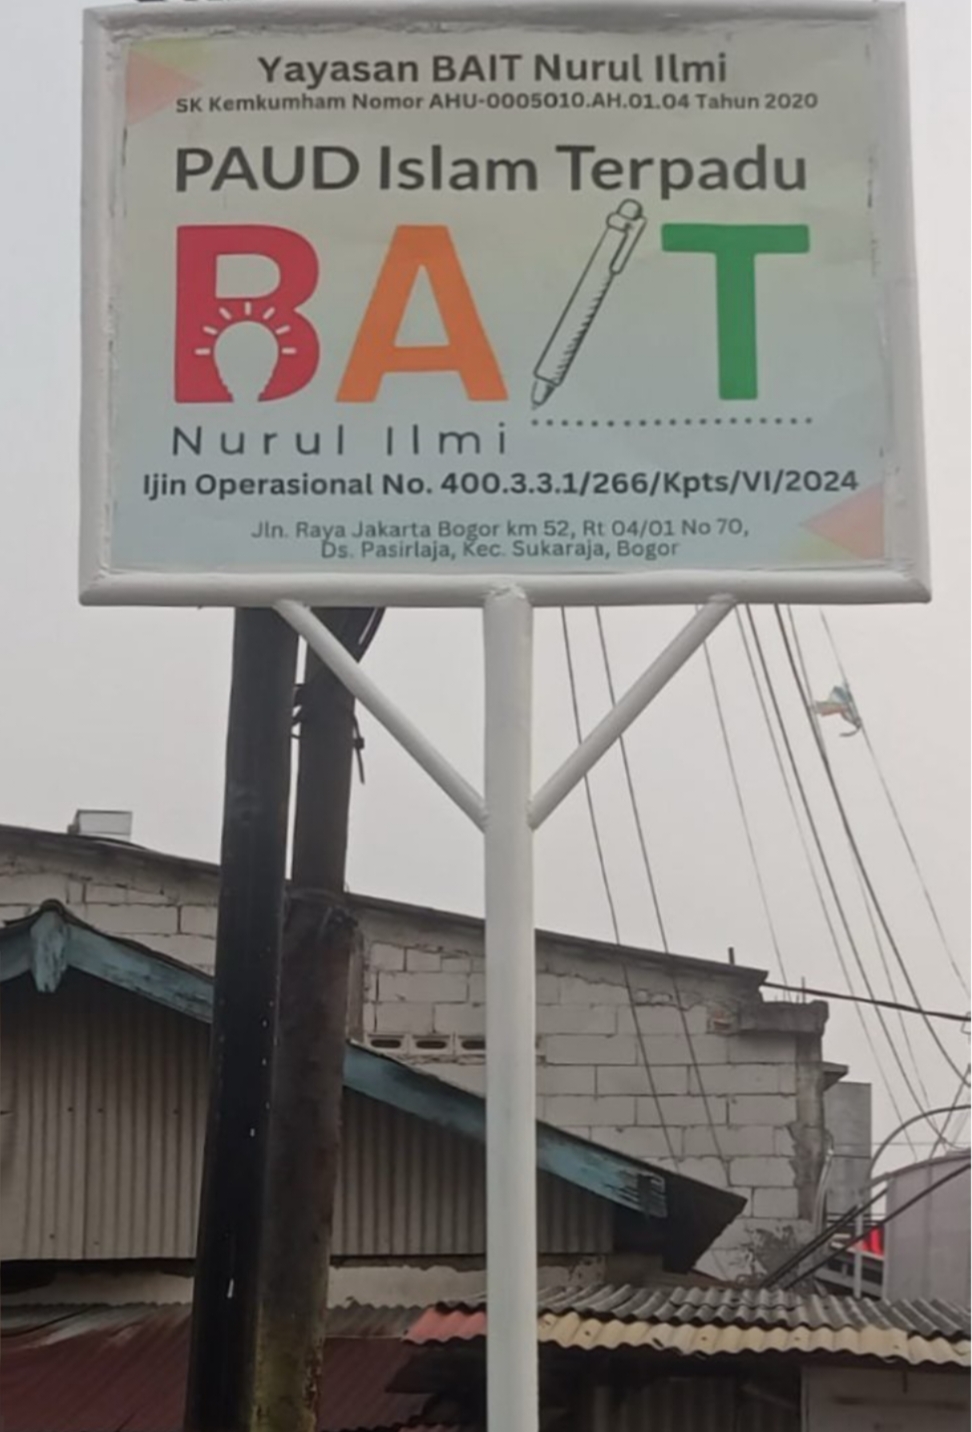 Yayasan BAIT Nurul Ilmi
SK Kemkumham Nomor AHU-0005010.AH.01.04 Tahun 2020
PAUD Islam Terpadu
BAIT
Nurul Ilmi
Ijin Operasional No. 400.3.3.1/266/Kpts/VI/2024
Jln. Raya Jakarta Bogor km 52, Rt 04/01 No 70,
Ds. Pasirlaja, Kec. Sukaraja, Bogor